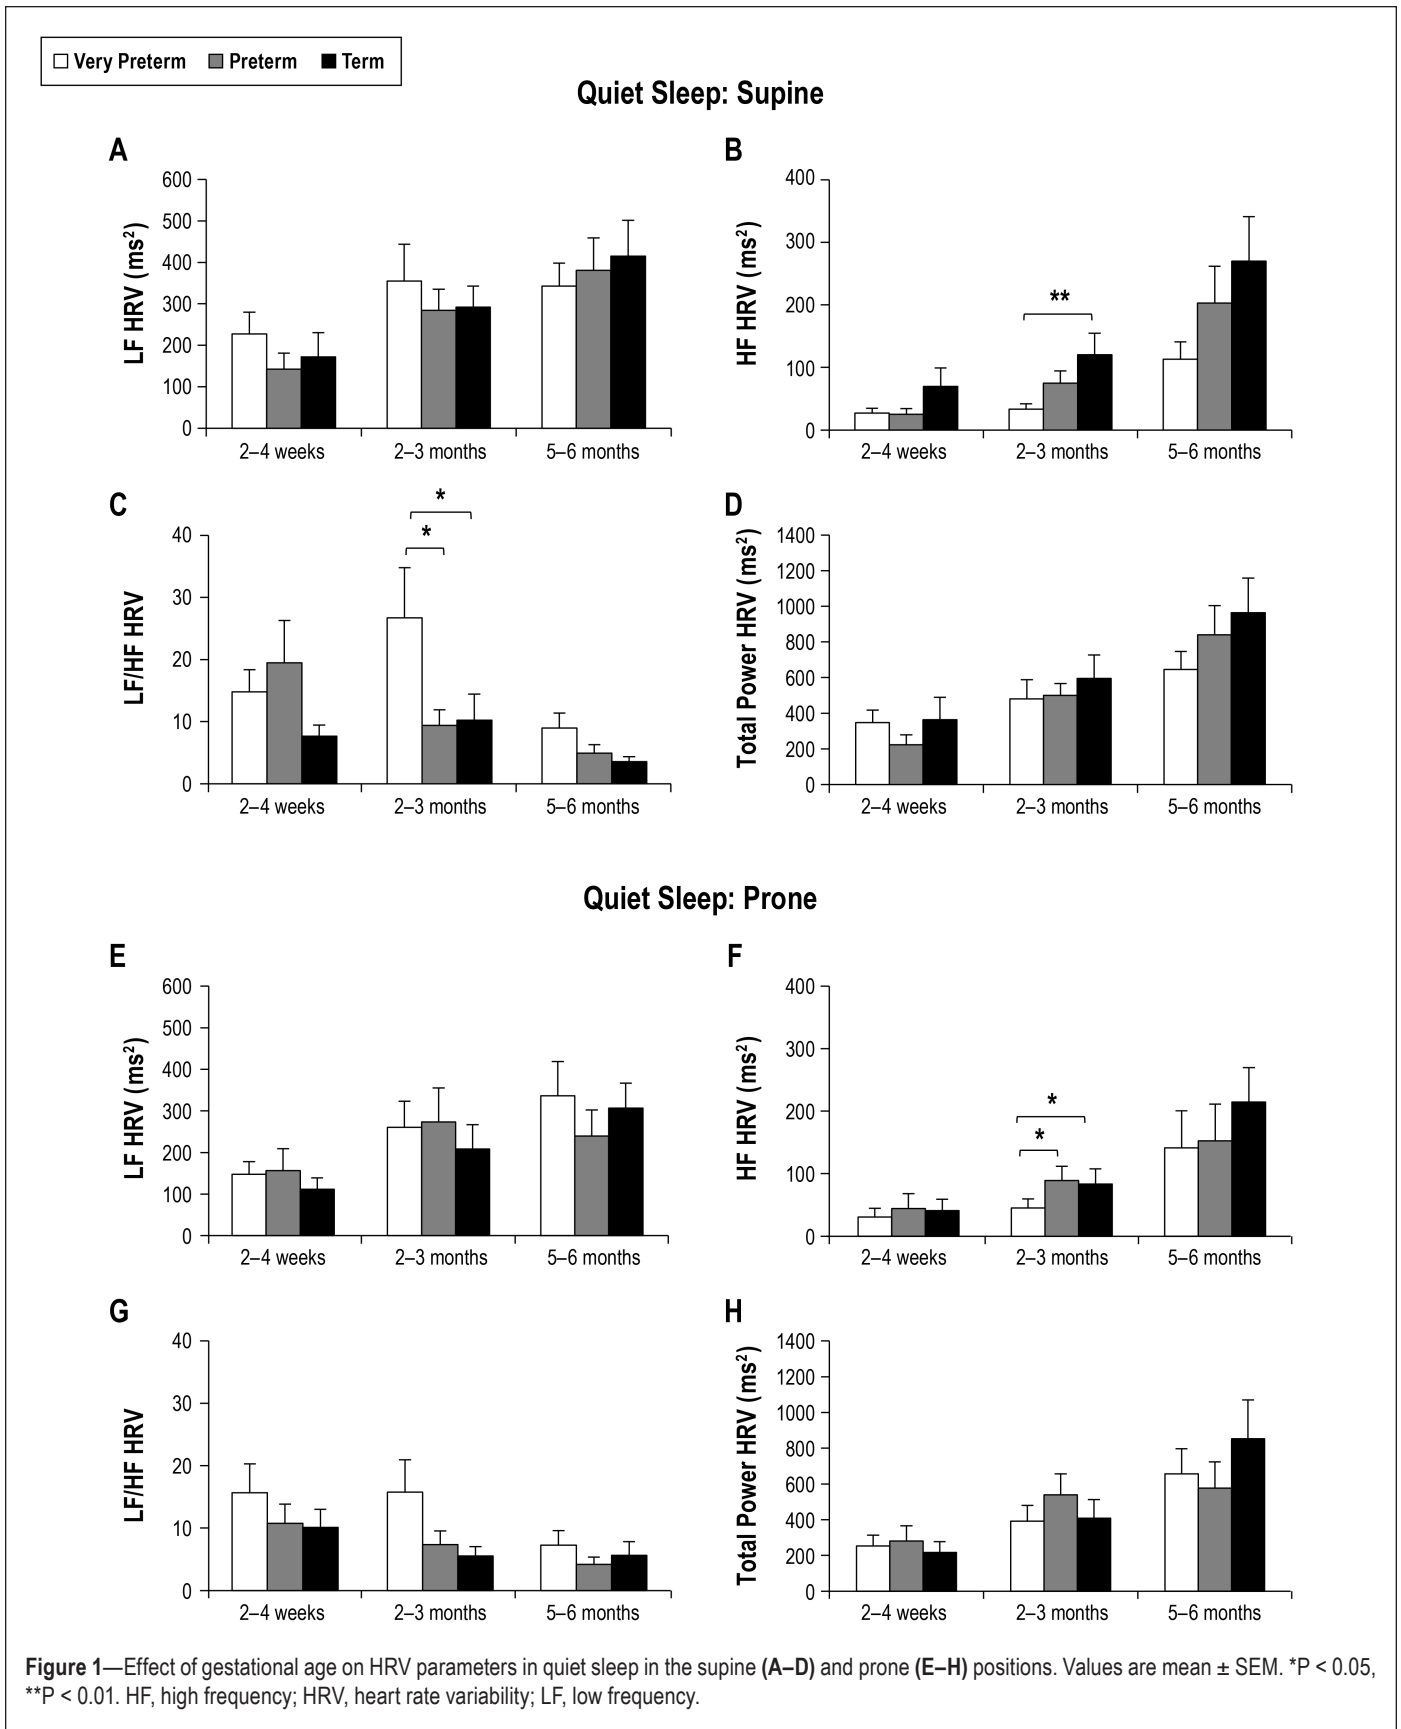 Very Preterm Preterm Term
Quiet Sleep: Supine
A
LF HRV (ms²)
600
500
400
300
200
100
0
2–4 weeks 2–3 months 5–6 months
B
HF HRV (ms²)
400
300
200
100
0
**
2–4 weeks 2–3 months 5–6 months
C
LF/HF HRV
40
30
20
10
0
*
*
2–4 weeks 2–3 months 5–6 months
D
Total Power HRV (ms²)
1400
1200
1000
800
600
400
200
0
2–4 weeks 2–3 months 5–6 months
Quiet Sleep: Prone
E
LF HRV (ms²)
600
500
400
300
200
100
0
2–4 weeks 2–3 months 5–6 months
F
HF HRV (ms²)
400
300
200
100
0
*
*
2–4 weeks 2–3 months 5–6 months
G
LF/HF HRV
40
30
20
10
0
2–4 weeks 2–3 months 5–6 months
H
Total Power HRV (ms²)
1400
1200
1000
800
600
400
200
0
2–4 weeks 2–3 months 5–6 months
Figure 1—Effect of gestational age on HRV parameters in quiet sleep in the supine (A–D) and prone (E–H) positions. Values are mean ± SEM. *P < 0.05,
**P < 0.01. HF, high frequency; HRV, heart rate variability; LF, low frequency.